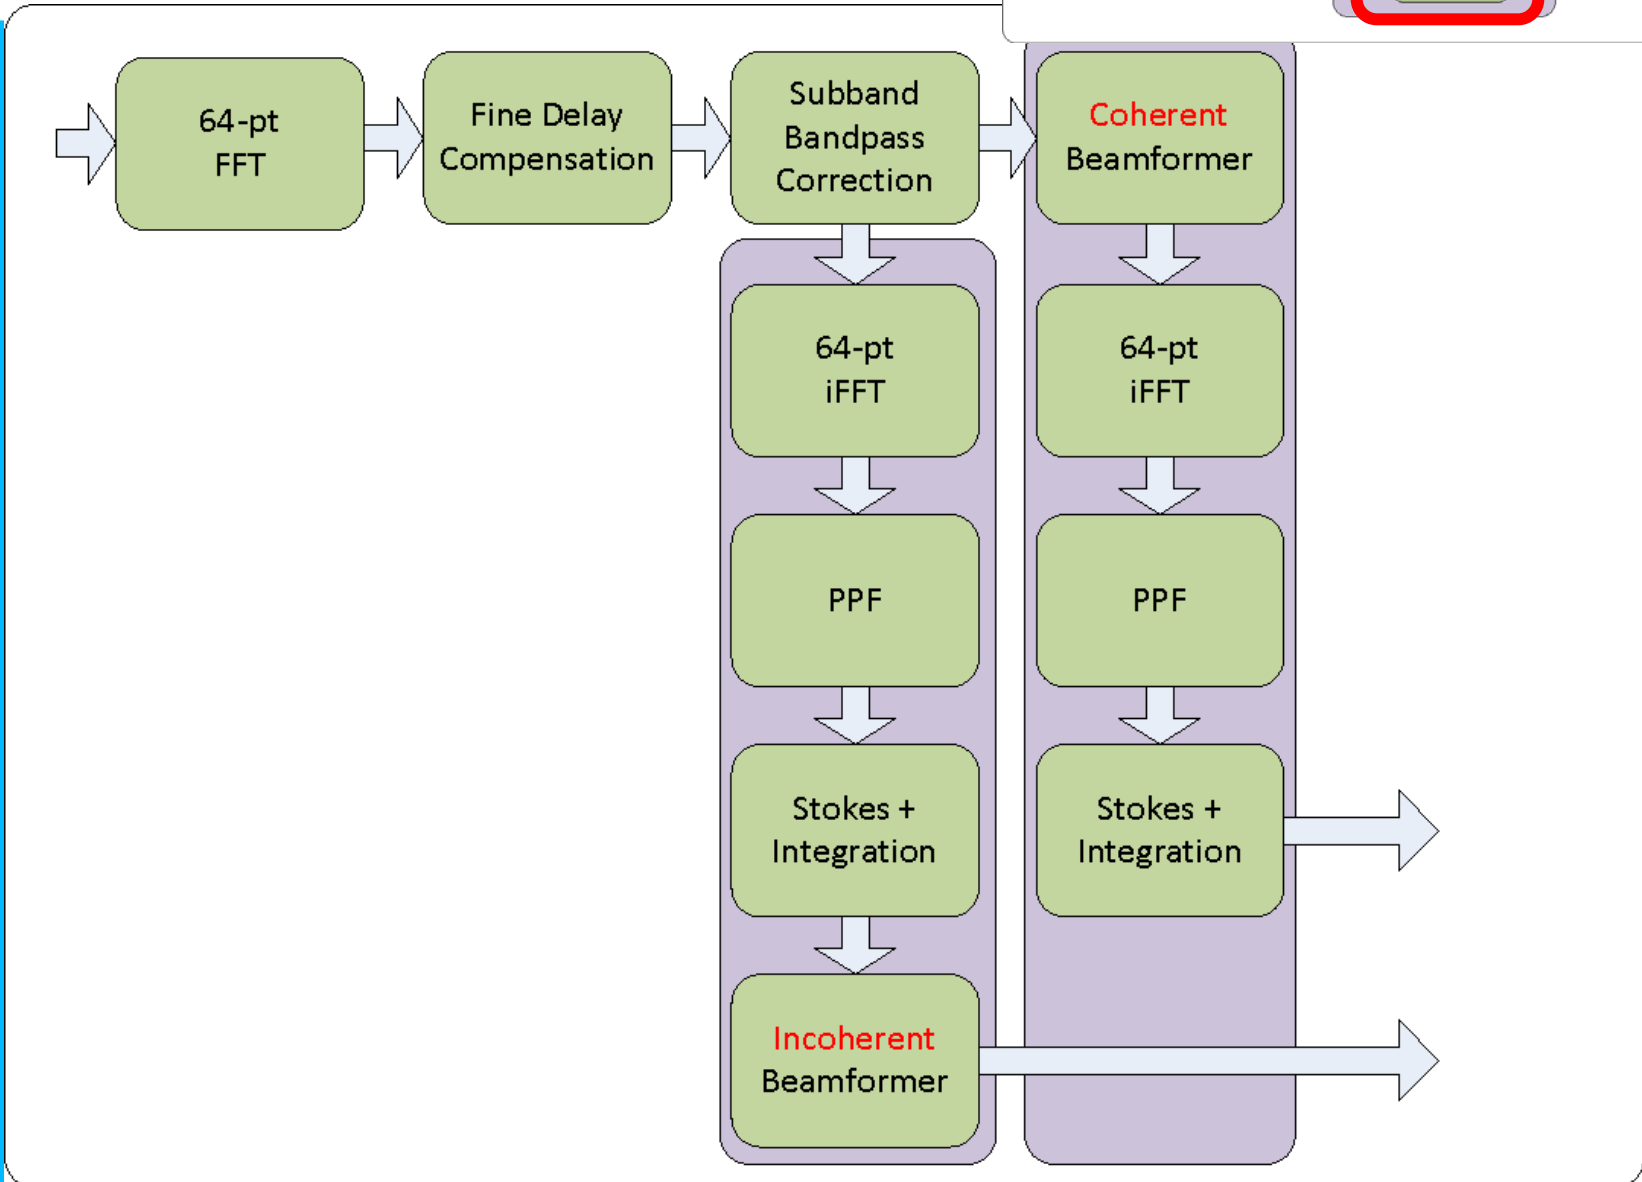 64-pt
FFT
Fine Delay
Compensation
Subband
Bandpass
Correction
Coherent
Beamformer
64-pt
iFFT
64-pt
iFFT
PPF
PPF
Stokes +
Integration
Stokes +
Integration
Incoherent
Beamformer